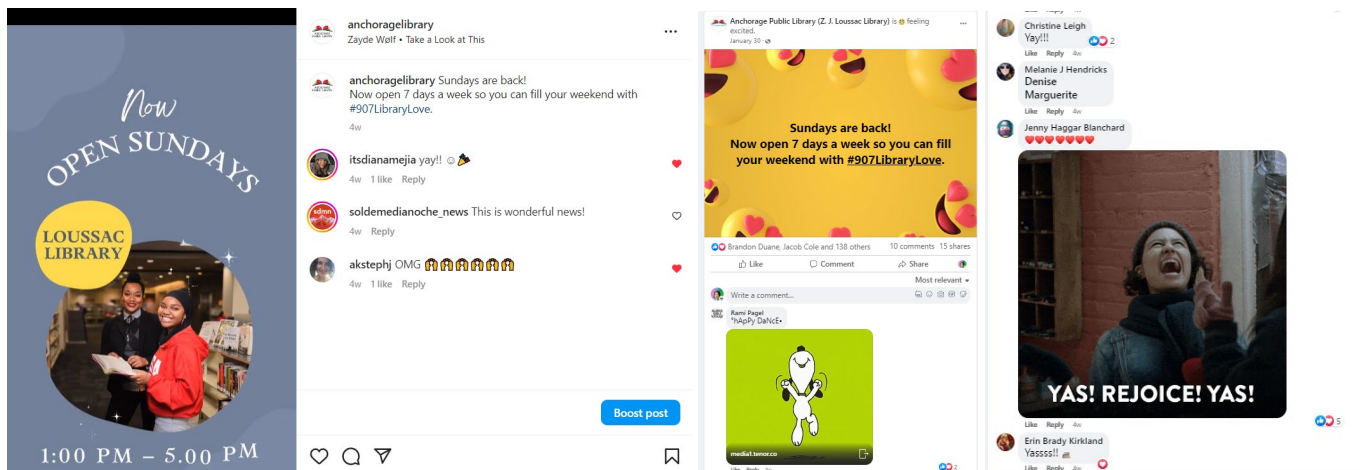 Now
OPEN SUNDAYS
LOUSSAC
LIBRARY
1:00 PM – 5.00 PM
anchoragelibrary
Zayde Wølf • Take a Look at This
anchoragelibrary Sundays are back!
Now open 7 days a week so you can fill your weekend with
#907LibraryLove.
4w
itsdianamejia yay!!
4w 1 like Reply
sdmn
soldemedianoche_news This is wonderful news!
4w Reply
akstephj OMG 🙌🙌🙌🙌🙌🙌
4w 1 like Reply
Boost post
Anchorage Public Library (Z. J. Loussac Library) is feeling
excited.
January 30 ·
Sundays are back!
Now open 7 days a week so you can fill
your weekend with #907LibraryLove.
Brandon Duane, Jacob Cole and 138 others 10 comments 15 shares
Like Comment Share
Most relevant
Write a comment...
Rami Pagel
*hApPy DaNcE•
media1.tenor.co
2
Christine Leigh
Yay!!!
2
Like Reply 4w
Melanie J Hendricks
Denise
Marguerite
Like Reply 4w
Jenny Haggar Blanchard
❤️❤️❤️❤️❤️❤️❤️
YAS! REJOICE! YAS!
Like Reply 4w
5
Erin Brady Kirkland
Yassss!!
Like Reply 4w